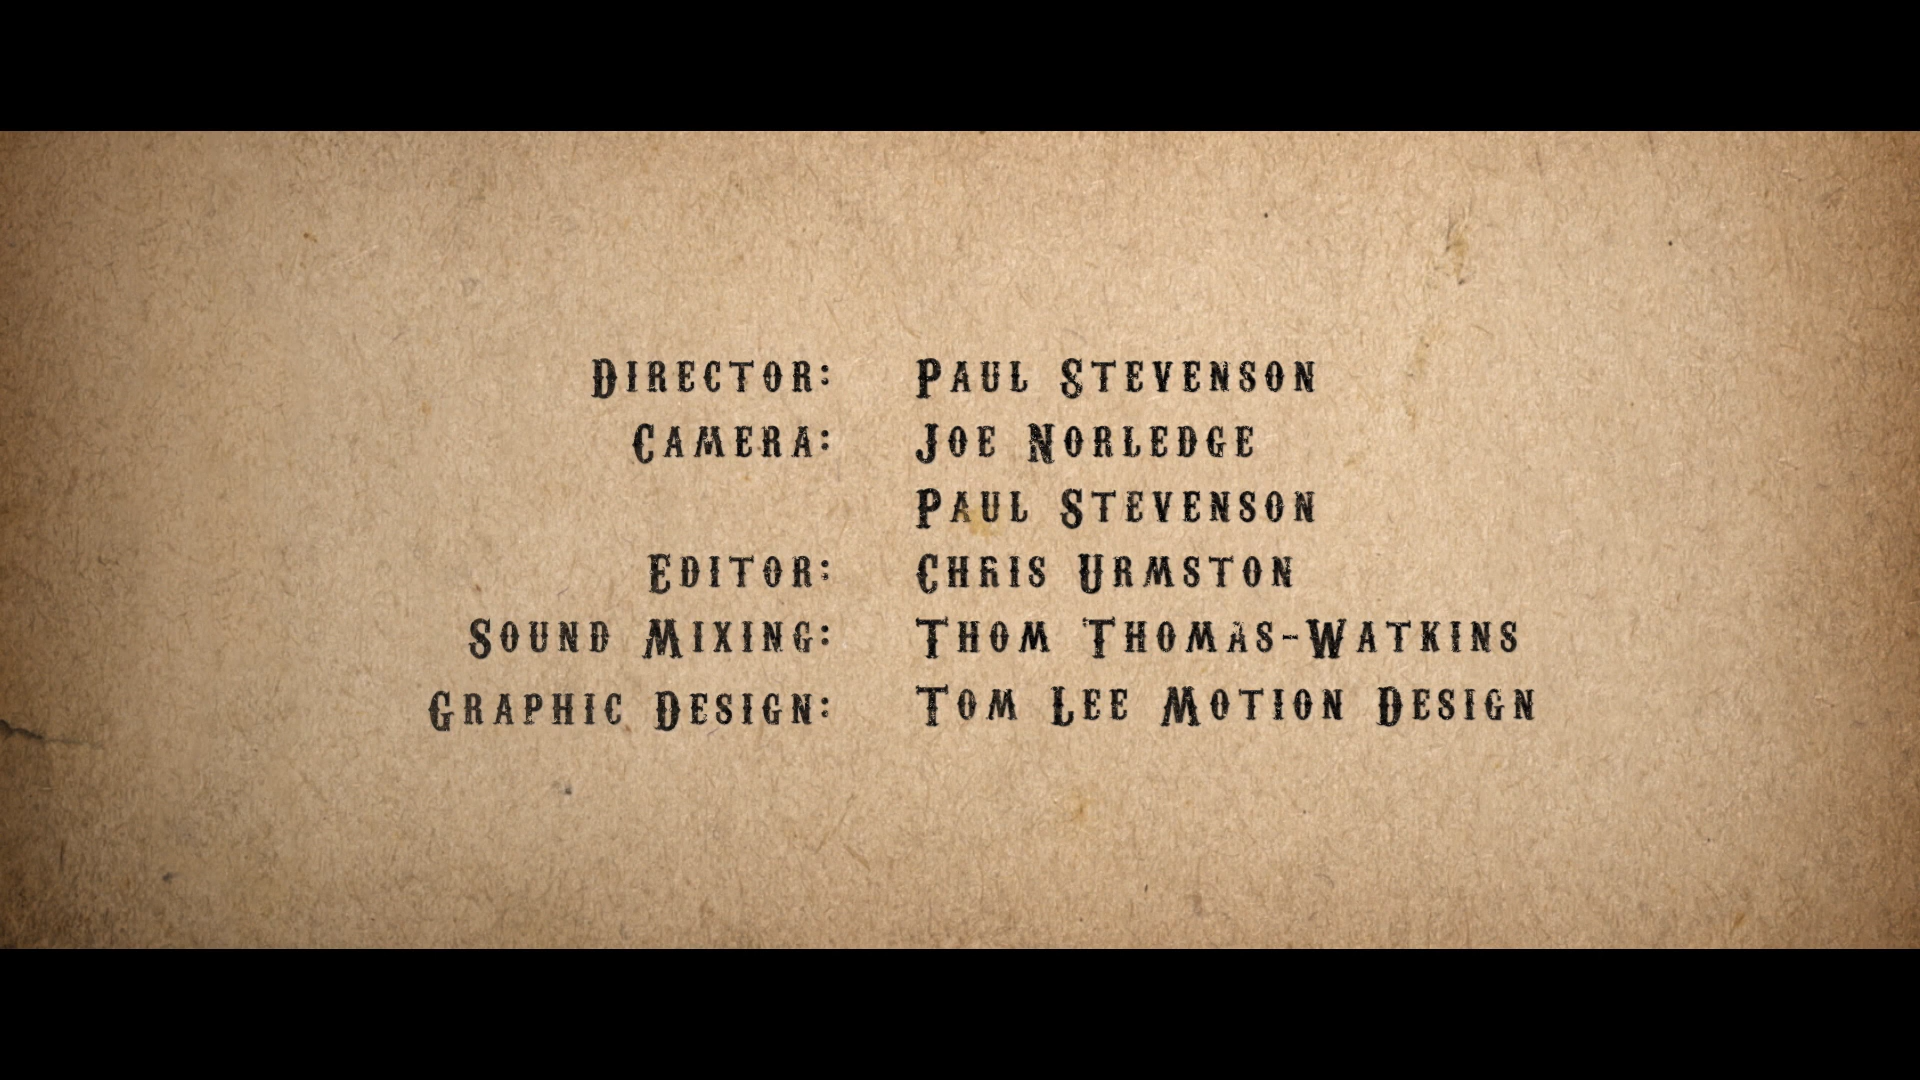 Director: Paul Stevenson
Camera: Joe Norledge
Paul Stevenson
Editor: Chris Urmston
Sound Mixing: Thom Thomas-Watkins
Graphic Design: Tom Lee Motion Design